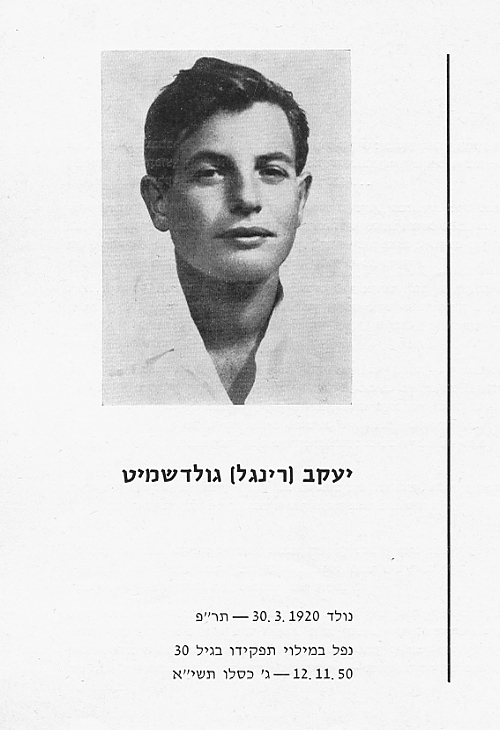 יעקב (רינגל) גולדשמיט
נולד 30.3.1920 — תר״פ
נפל במילוי תפקידו בגיל 30
12.11.50 — ג׳ כסלו תשי״א